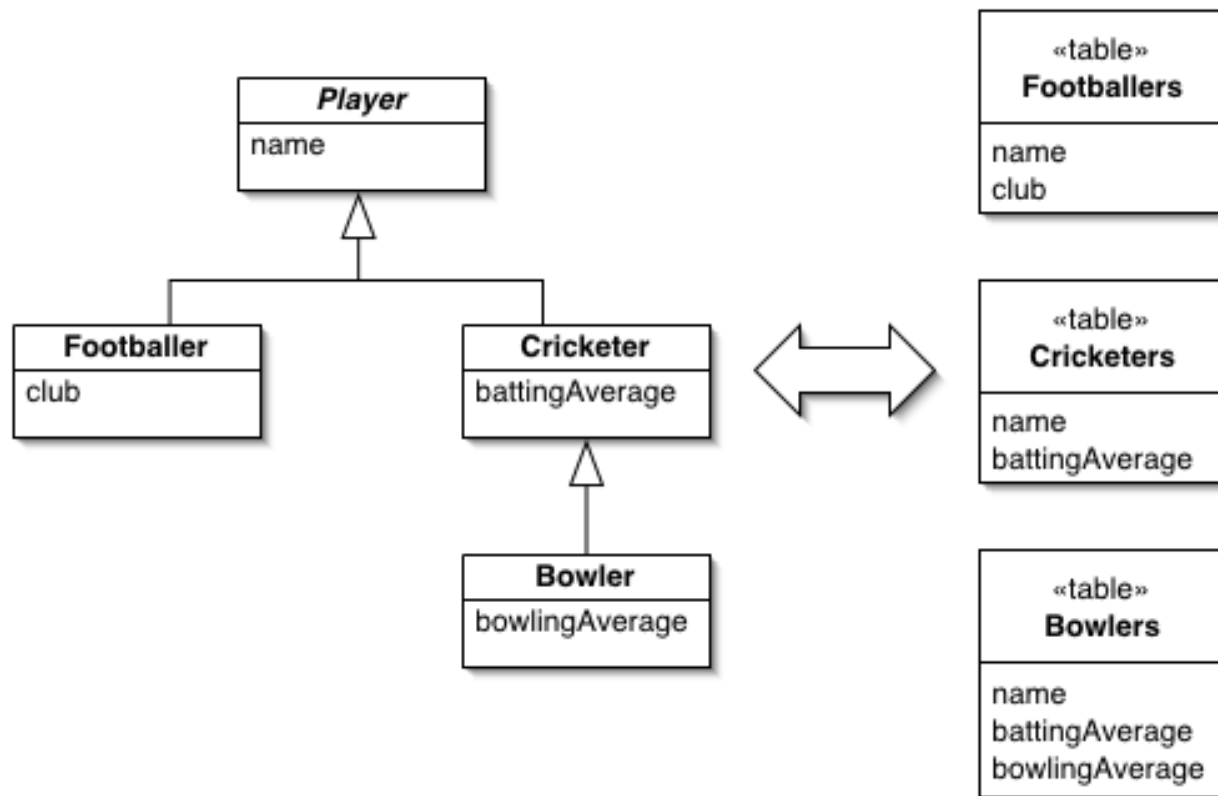 Player
name
Footballer
club
Cricketer
battingAverage
Bowler
bowlingAverage
«table»
Footballers
name
club
«table»
Cricketers
name
battingAverage
«table»
Bowlers
name
battingAverage
bowlingAverage